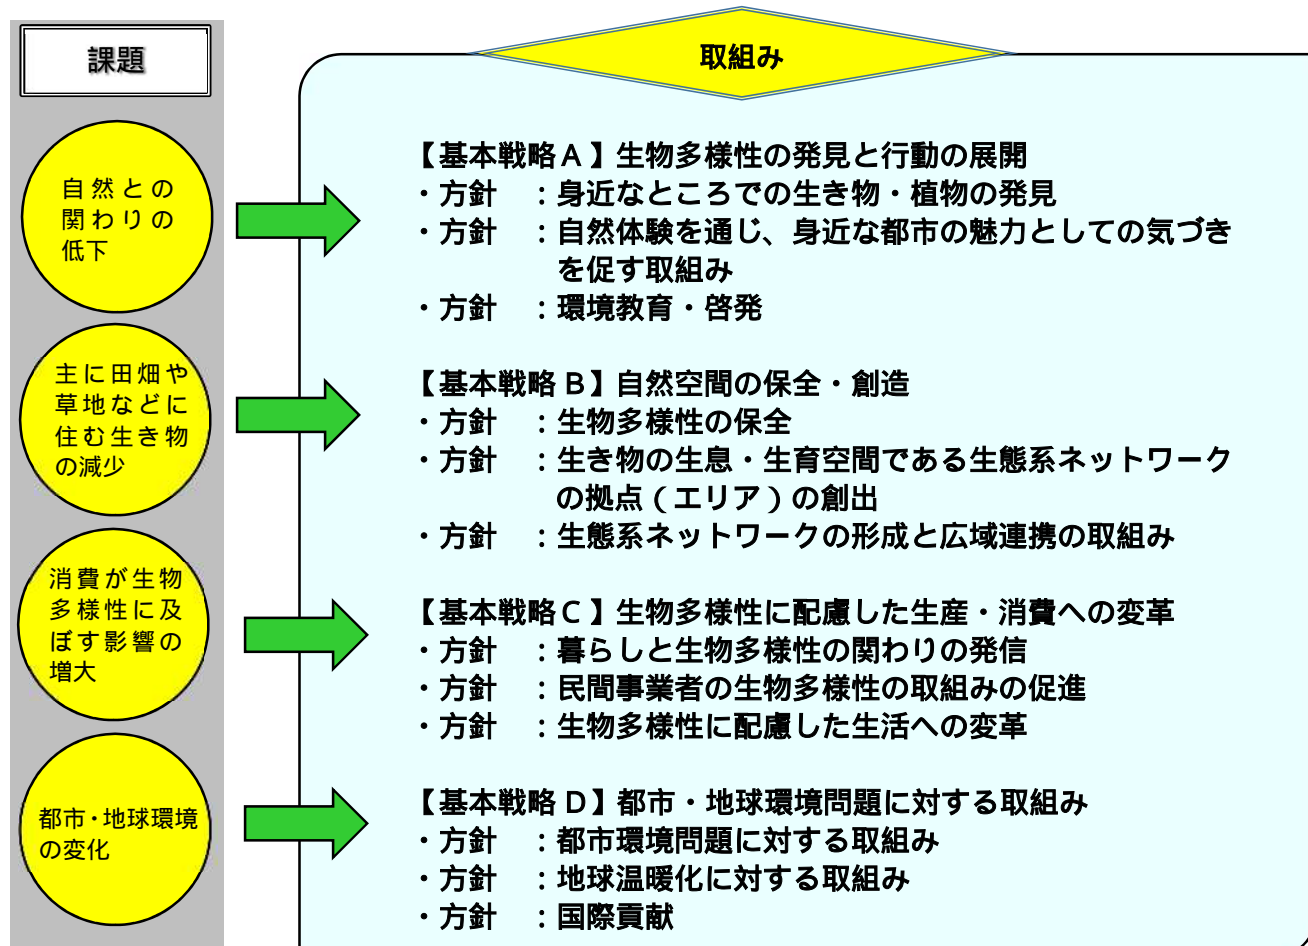 課題
取組み
自然との
関わりの
低下
【基本戦略A】生物多様性の発見と行動の展開
・方針　：身近なところでの生き物・植物の発見
・方針　：自然体験を通じ、身近な都市の魅力としての気づき
を促す取組み
・方針　：環境教育・啓発
主に田畑や
草地などに
住む生き物
の減少
【基本戦略B】自然空間の保全・創造
・方針　：生物多様性の保全
・方針　：生き物の生息・生育空間である生態系ネットワーク
の拠点（エリア）の創出
・方針　：生態系ネットワークの形成と広域連携の取組み
消費が生物
多様性に及
ぼす影響の
増大
【基本戦略C】生物多様性に配慮した生産・消費への変革
・方針　：暮らしと生物多様性の関わりの発信
・方針　：民間事業者の生物多様性の取組みの促進
・方針　：生物多様性に配慮した生活への変革
都市・地球環境
の変化
【基本戦略D】都市・地球環境問題に対する取組み
・方針　：都市環境問題に対する取組み
・方針　：地球温暖化に対する取組み
・方針　：国際貢献